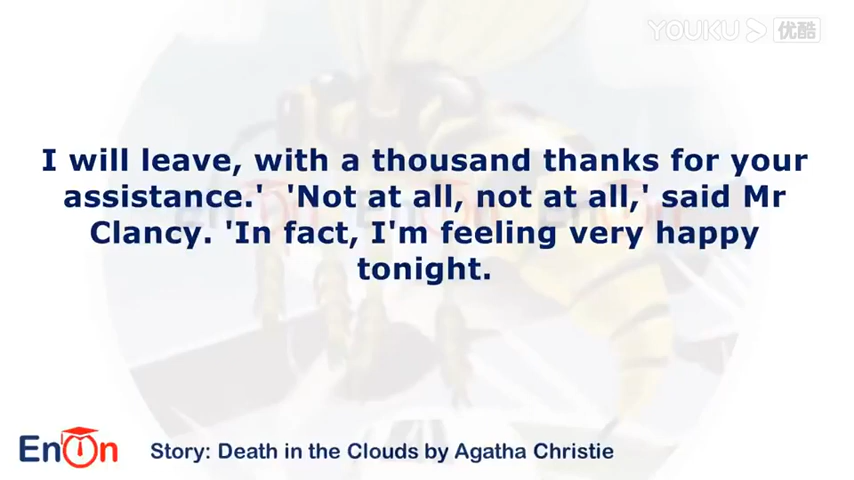 YOUKU 优酷
I will leave, with a thousand thanks for your
assistance.'  'Not at all, not at all,' said Mr
Clancy. 'In fact, I'm feeling very happy
tonight.
EnOn Story: Death in the Clouds by Agatha Christie